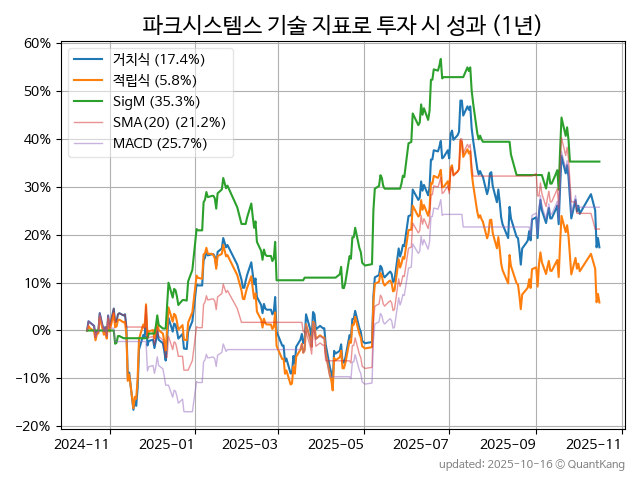 파크시스템스 기술 지표로 투자 시 성과 (1년)
거치식 (17.4%)
적립식 (5.8%)
SigM (35.3%)
SMA(20) (21.2%)
MACD (25.7%)
60%
50%
40%
30%
20%
10%
0%
−10%
−20%
2024-11
2025-01
2025-03
2025-05
2025-07
2025-09
2025-11
updated: 2025-10-16 © QuantKang